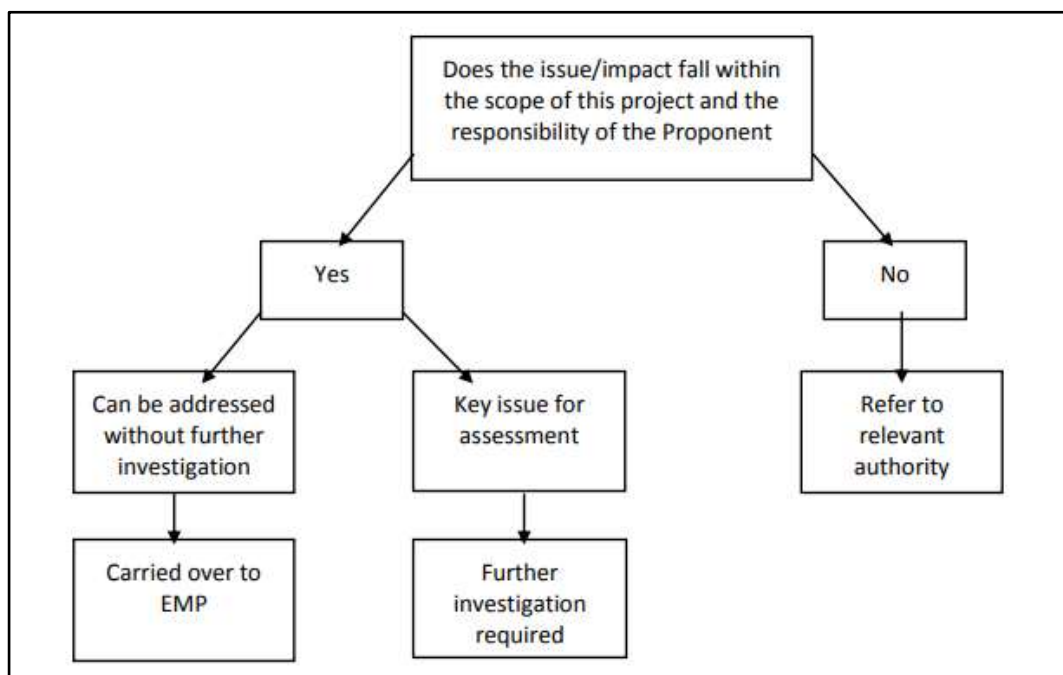 Does the issue/impact fall within
the scope of this project and the
responsibility of the Proponent
Yes
No
Can be addressed
without further
investigation
Key issue for
assessment
Refer to
relevant
authority
Carried over to
EMP
Further
investigation
required